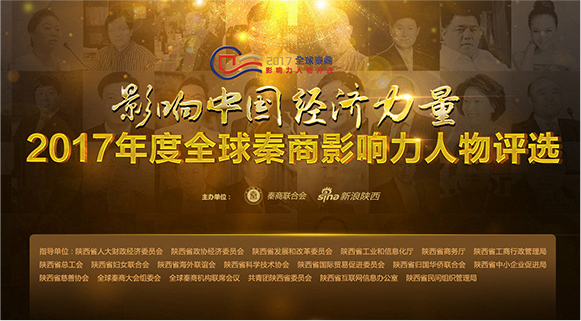 2017 全球秦商
影响力人物评选
影响中国经济力量
2017年度全球秦商影响力人物评选
主办单位： 秦商联合会 sina 新浪陕西
指导单位：陕西省人大财政经济委员会 陕西省政协经济委员会 陕西省发展和改革委员会 陕西省工业和信息化厅 陕西省商务厅 陕西省工商行政管理局
陕西省总工会 陕西省妇女联合会 陕西省海外联谊会 陕西省科学技术协会 陕西省国际贸易促进委员会 陕西省归国华侨联合会 陕西省中小企业促进局
陕西省慈善协会 全球秦商大会组委会 全球秦商机构联席会议 共青团陕西省委员会 陕西省互联网信息办公室 陕西省民间组织管理局